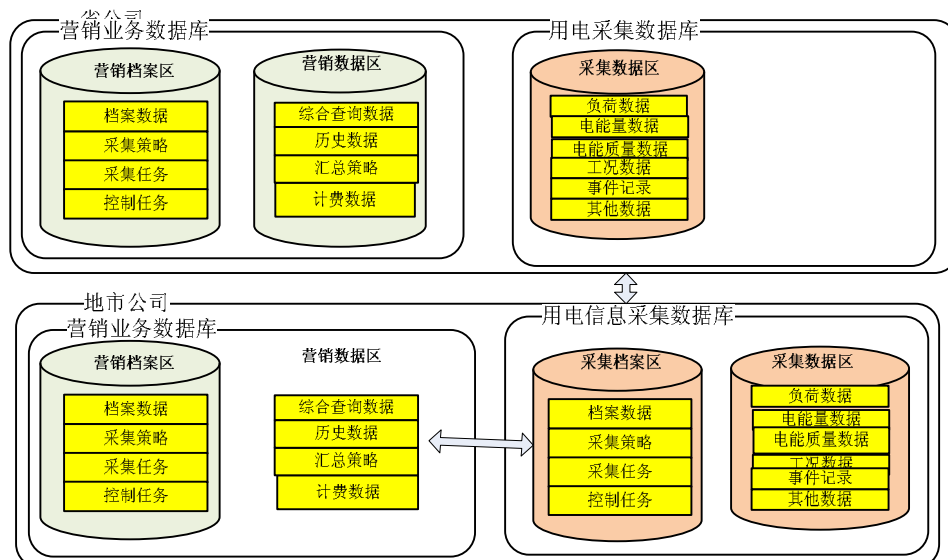 省公司
营销业务数据库
营销档案区
档案数据
采集策略
采集任务
控制任务
营销数据区
综合查询数据
历史数据
汇总策略
计费数据
用电采集数据库
采集数据区
负荷数据
电能量数据
电能质量数据
工况数据
事件记录
其他数据
地市公司
营销业务数据库
营销档案区
档案数据
采集策略
采集任务
控制任务
营销数据区
综合查询数据
历史数据
汇总策略
计费数据
用电信息采集数据库
采集档案区
档案数据
采集策略
采集任务
控制任务
采集数据区
负荷数据
电能量数据
电能质量数据
工况数据
事件记录
其他数据